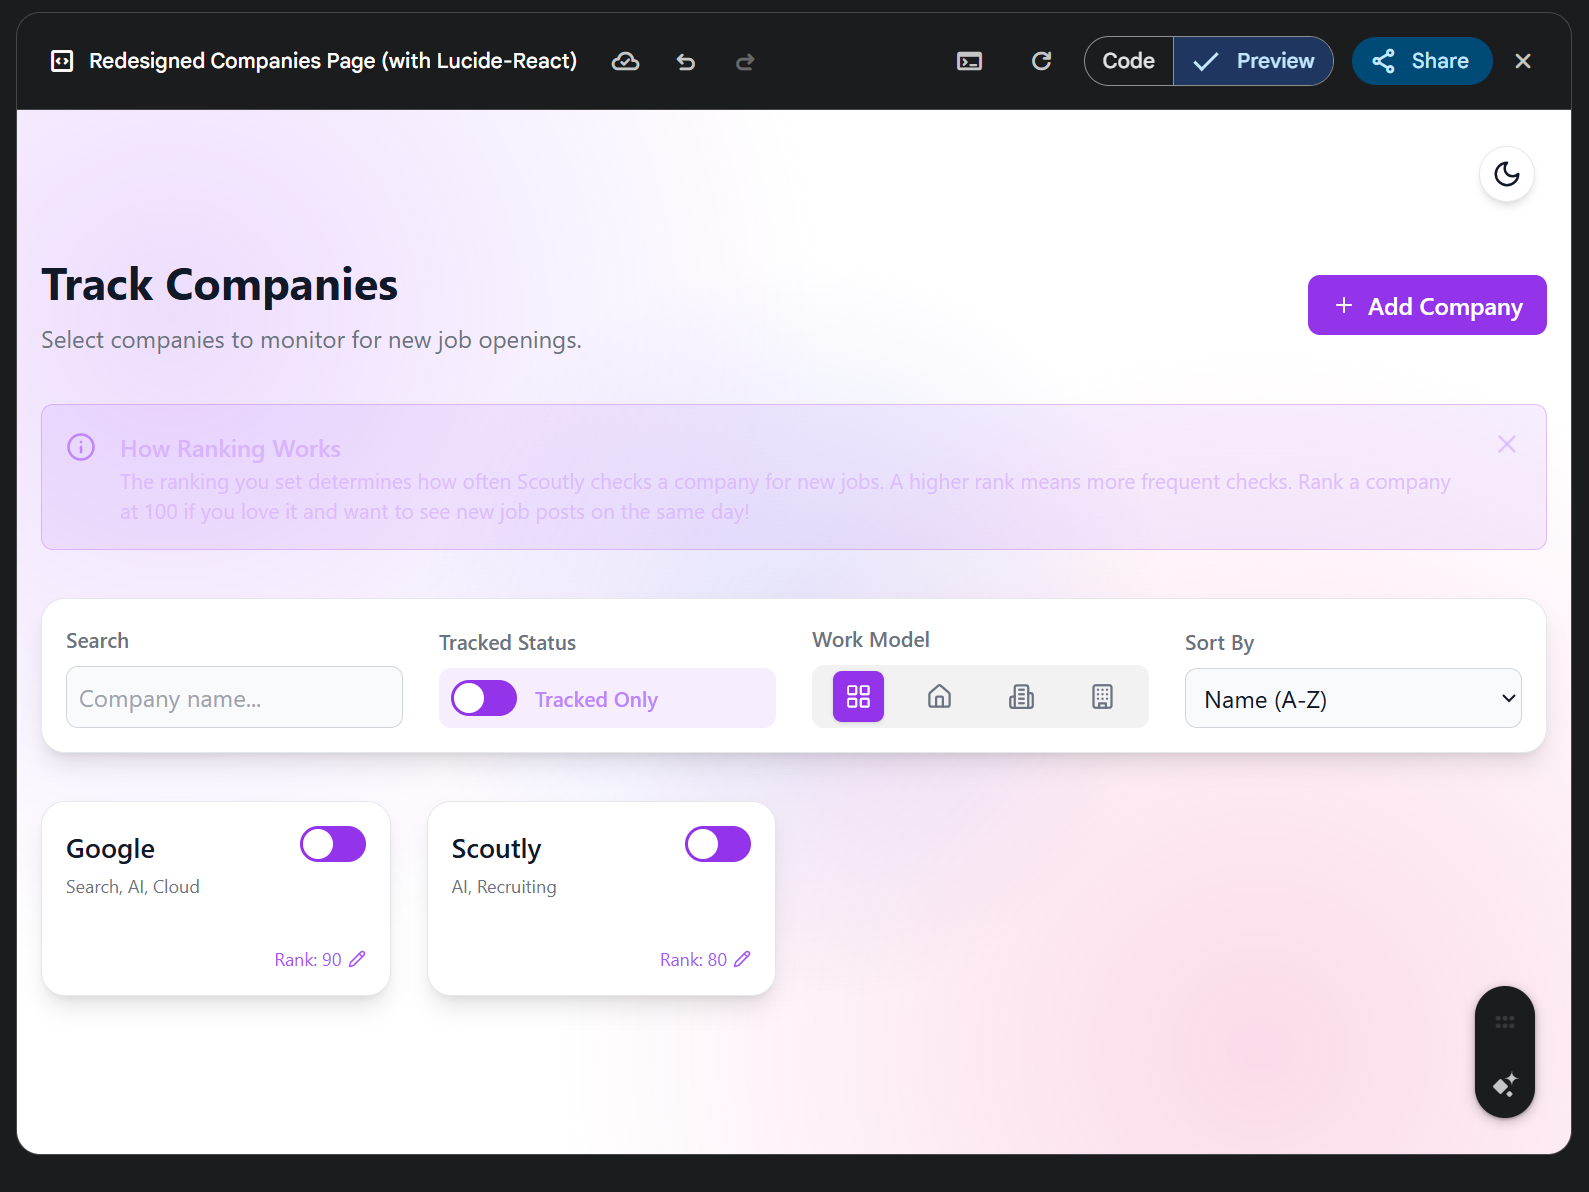 Redesigned Companies Page (with Lucide-React)
Code
Preview
Share
Track Companies
Select companies to monitor for new job openings.
Add Company
How Ranking Works
The ranking you set determines how often Scoutly checks a company for new jobs. A higher rank means more frequent checks. Rank a company
at 100 if you love it and want to see new job posts on the same day!
Search
Company name...
Tracked Status
Tracked Only
Work Model
Sort By
Name (A-Z)
Google
Search, AI, Cloud
Rank: 90
Scoutly
AI, Recruiting
Rank: 80